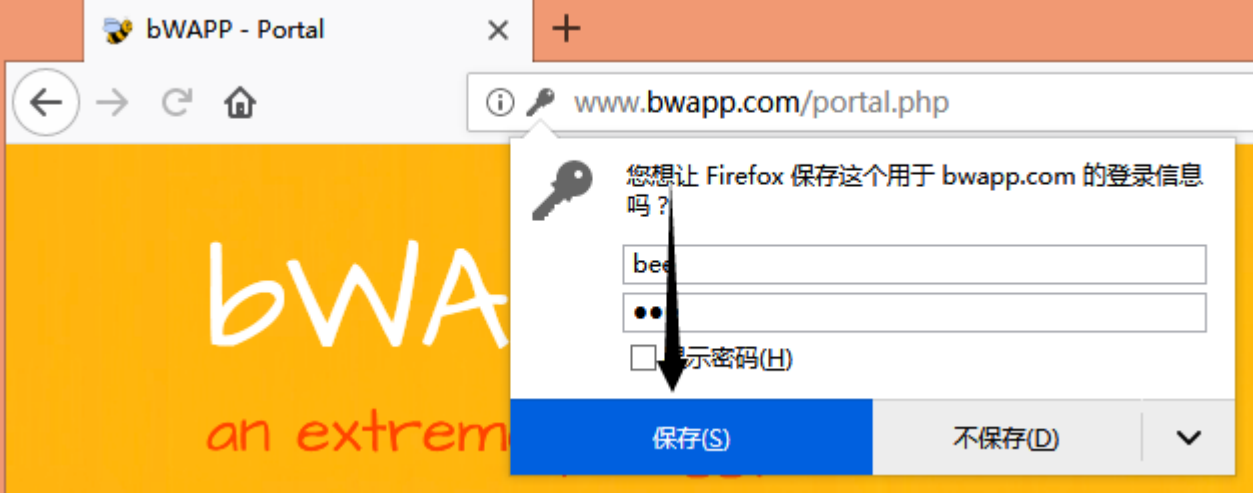 bWAPP - Portal
www.bwapp.com/portal.php
您想让 Firefox 保存这个用于 bwapp.com 的登录信息
吗？
bee
显示密码(H)
bWA
an extrem
保存(S)
不保存(D)